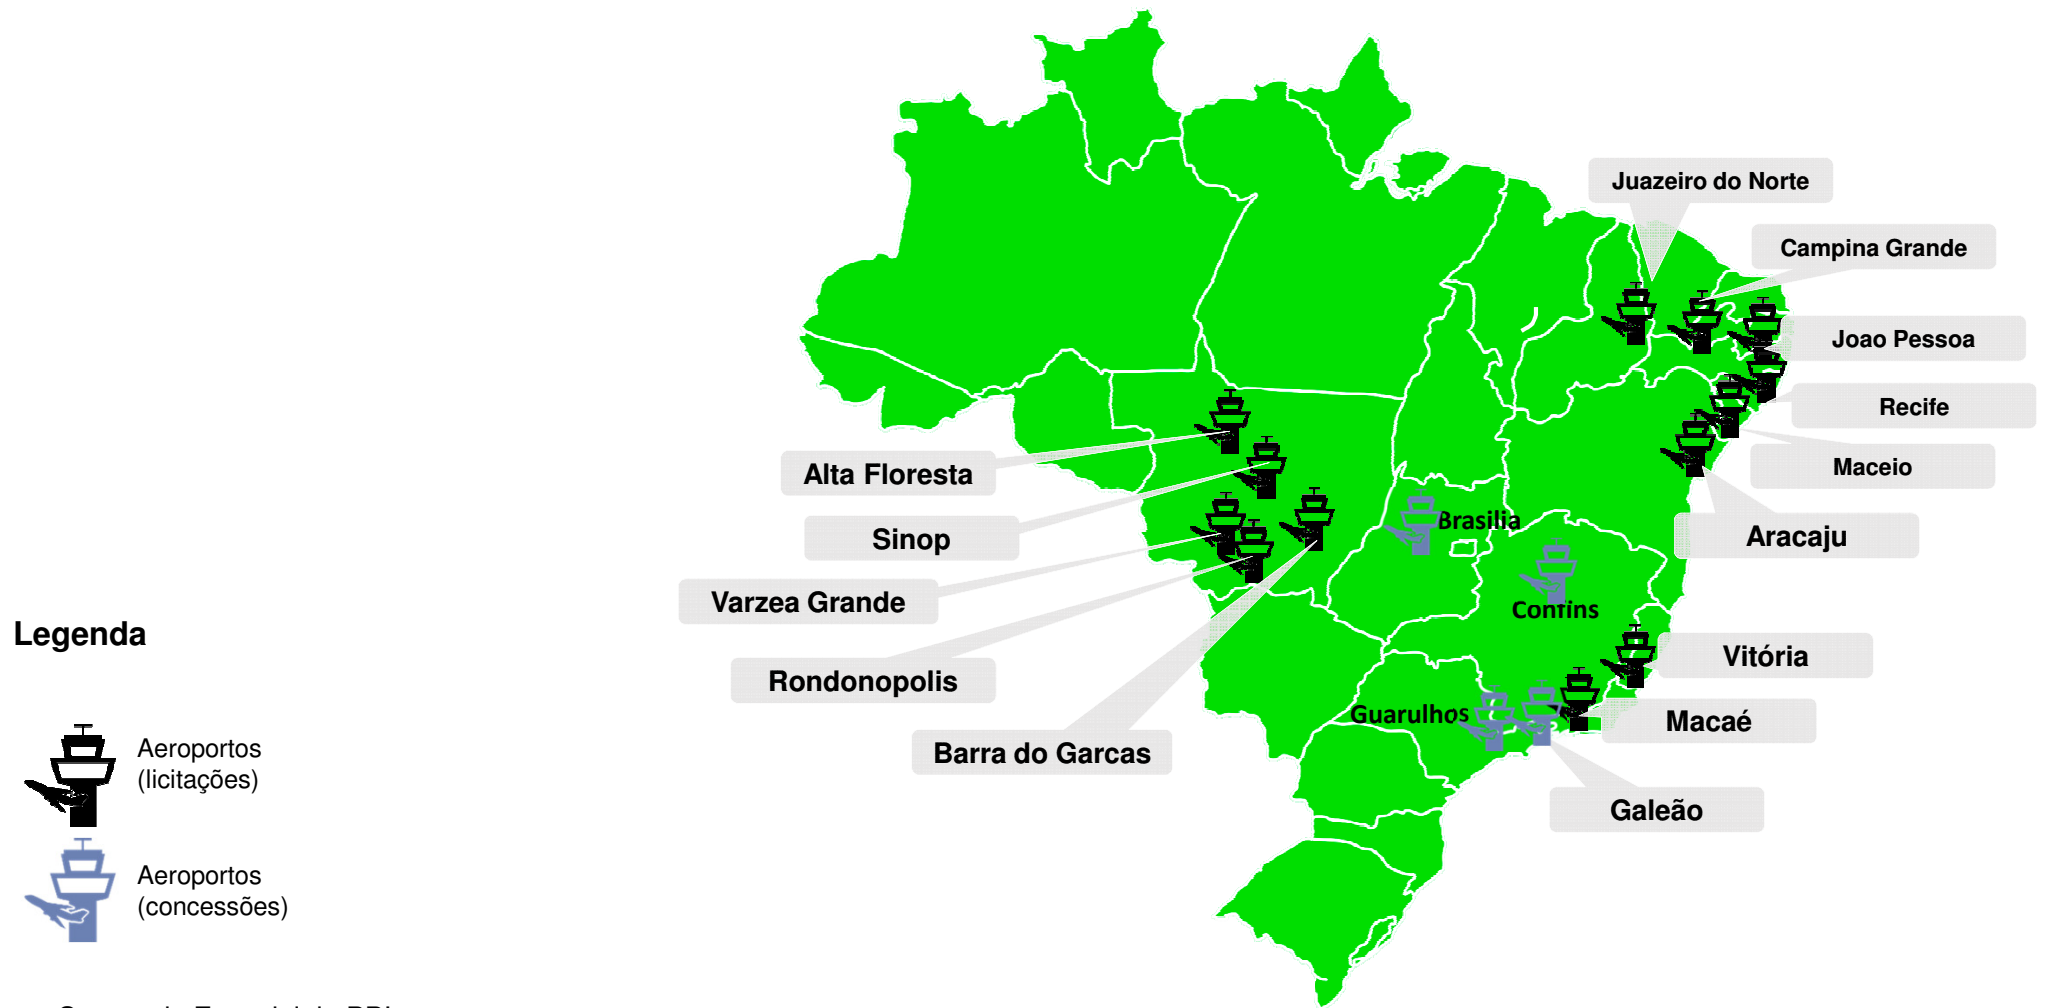 Juazeiro do Norte
Campina Grande
Joao Pessoa
Recife
Maceio
Aracaju
Alta Floresta
Sinop
Varzea Grande
Rondonopolis
Barra do Garcas
Brasilia
Confins
Vitória
Guarulhos
Macaé
Galeão
Legenda
Aeroportos
(licitações)
Aeroportos
(concessões)